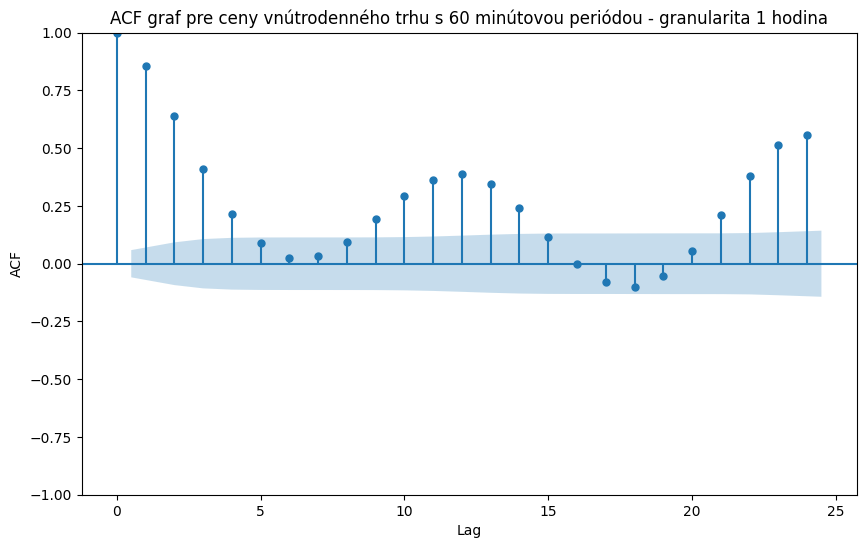 ACF graf pre ceny vnútrodenného trhu s 60 minútovou periódou - granularita 1 hodina
1.00
0.75
0.50
0.25
0.00
−0.25
−0.50
−0.75
−1.00
ACF
0 5 10 15 20 25
Lag